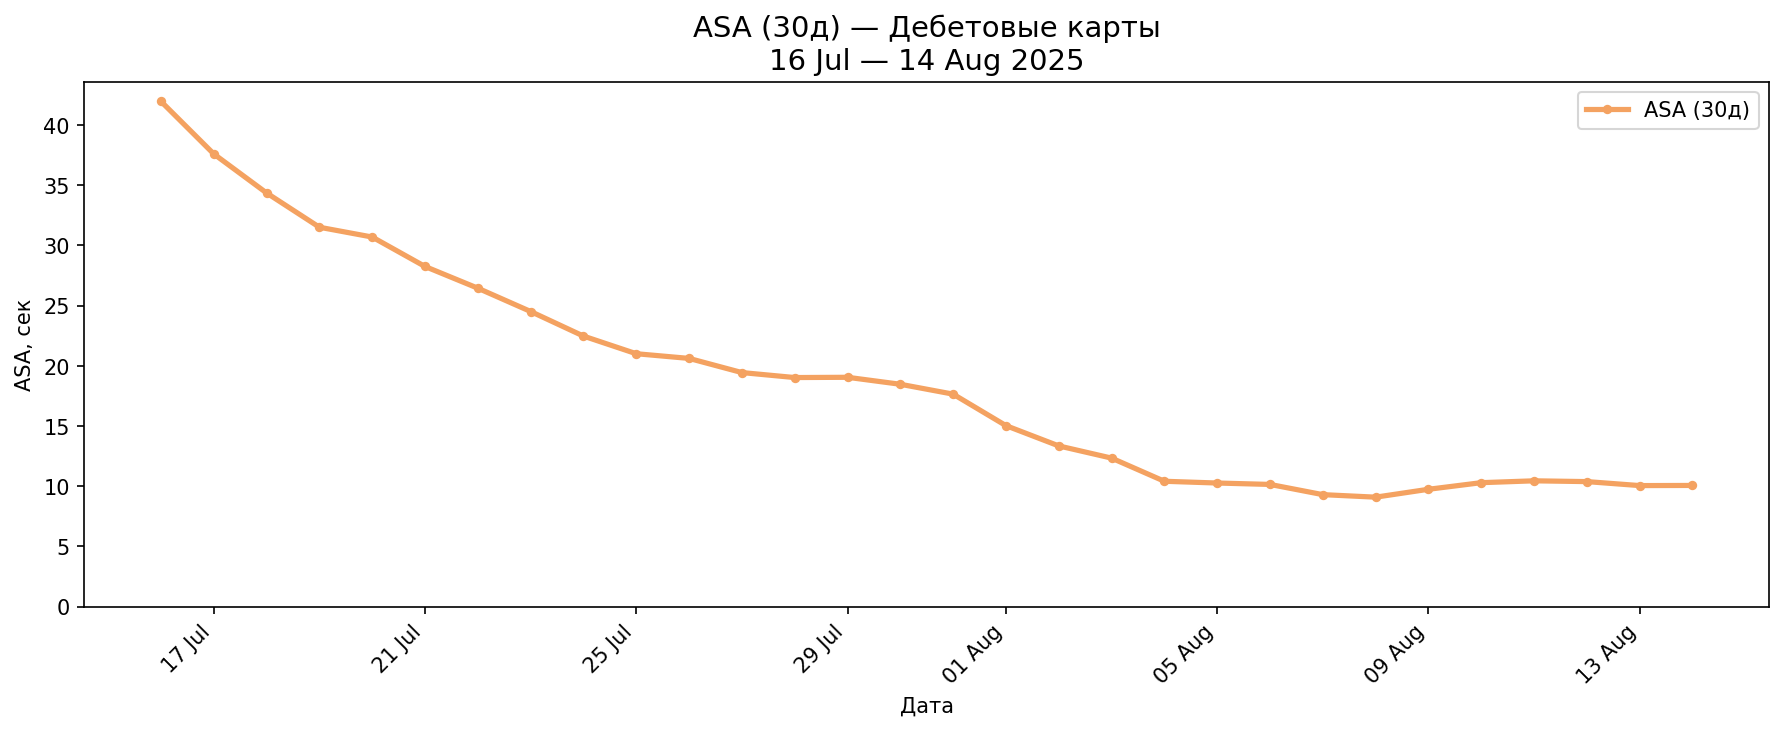 ASA (30д) — Дебетовые карты
16 Jul — 14 Aug 2025
ASA (30д)
ASA, сек
40
35
30
25
20
15
10
5
0
17 Jul
21 Jul
25 Jul
29 Jul
01 Aug
05 Aug
09 Aug
13 Aug
Дата